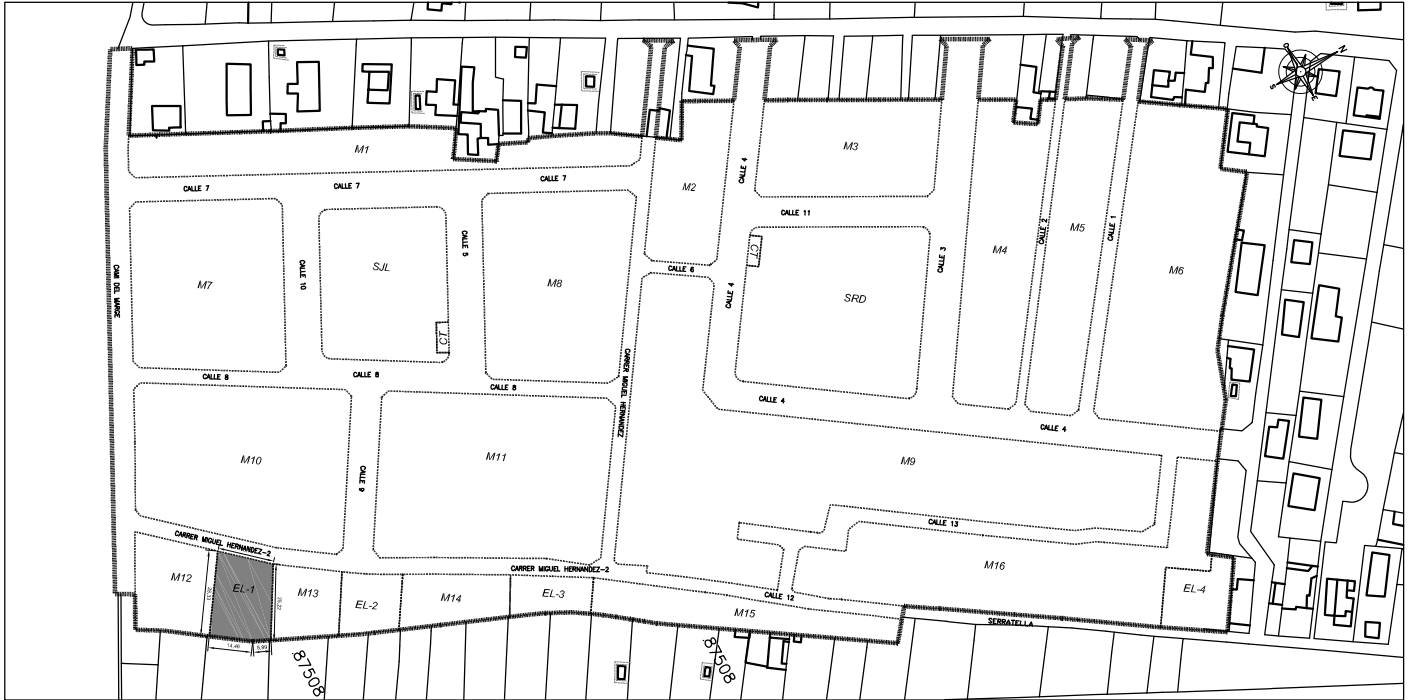 N
S
M1
M3
M2
CALLE 4
CALLE 7
CALLE 7
CALLE 7
CALLE 11
CALLE 2
M5
CALLE 1
M4
CALLE 3
M6
CAMI DEL MARGE
M7
CALLE 10
SJL
CALLE 5
M8
CALLE 6
CT
CALLE 4
SRD
CT
CALLE 8
CALLE 8
CALLE 8
CARRER MIGUEL HERNANDEZ
CALLE 4
CALLE 4
M10
CALLE 9
M11
M9
CALLE 13
CARRER MIGUEL HERNANDEZ-2
CARRER MIGUEL HERNANDEZ-2
M12
EL-1
M13
EL-2
M14
EL-3
M15
CALLE 12
M16
EL-4
SERRATELLA
14,46
5,99
87508
87508